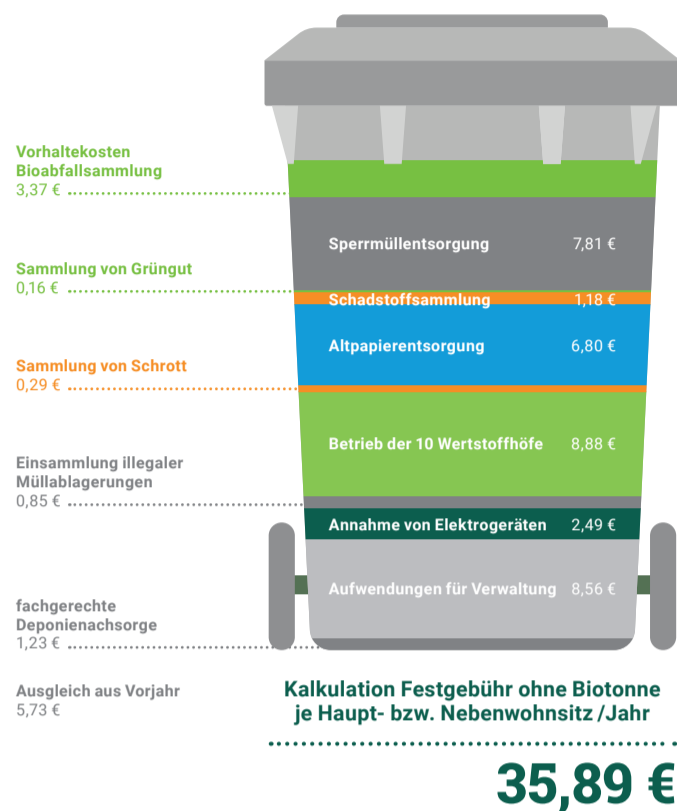 Vorhaltekosten
Bioabfallsammlung
3,37 €
Sperrmüllentsorgung 7,81 €
Sammlung von Grüngut
0,16 €
Schadstoffsammlung 1,18 €
Altpapierentsorgung 6,80 €
Sammlung von Schrott
0,29 €
Betrieb der 10 Wertstoffhöfe 8,88 €
Einsammlung illegaler
Müllablagerungen
0,85 €
Annahme von Elektrogeräten 2,49 €
Aufwendungen für Verwaltung 8,56 €
fachgerechte
Deponienachsorge
1,23 €
Ausgleich aus Vorjahr
5,73 €
Kalkulation Festgebühr ohne Biotonne
je Haupt- bzw. Nebenwohnsitz /Jahr
35,89 €